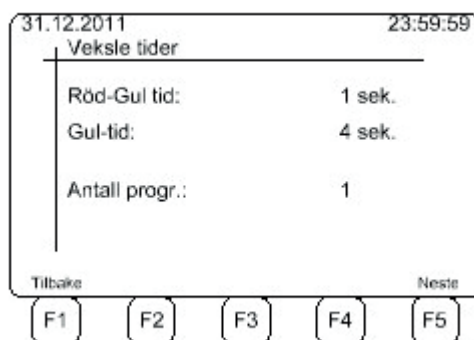 31.12.2011 23:59:59
Veksle tider
Röd-Gul tid: 1 sek.
Gul-tid: 4 sek.
Antall progr.: 1
Tilbake Neste
F1 F2 F3 F4 F5